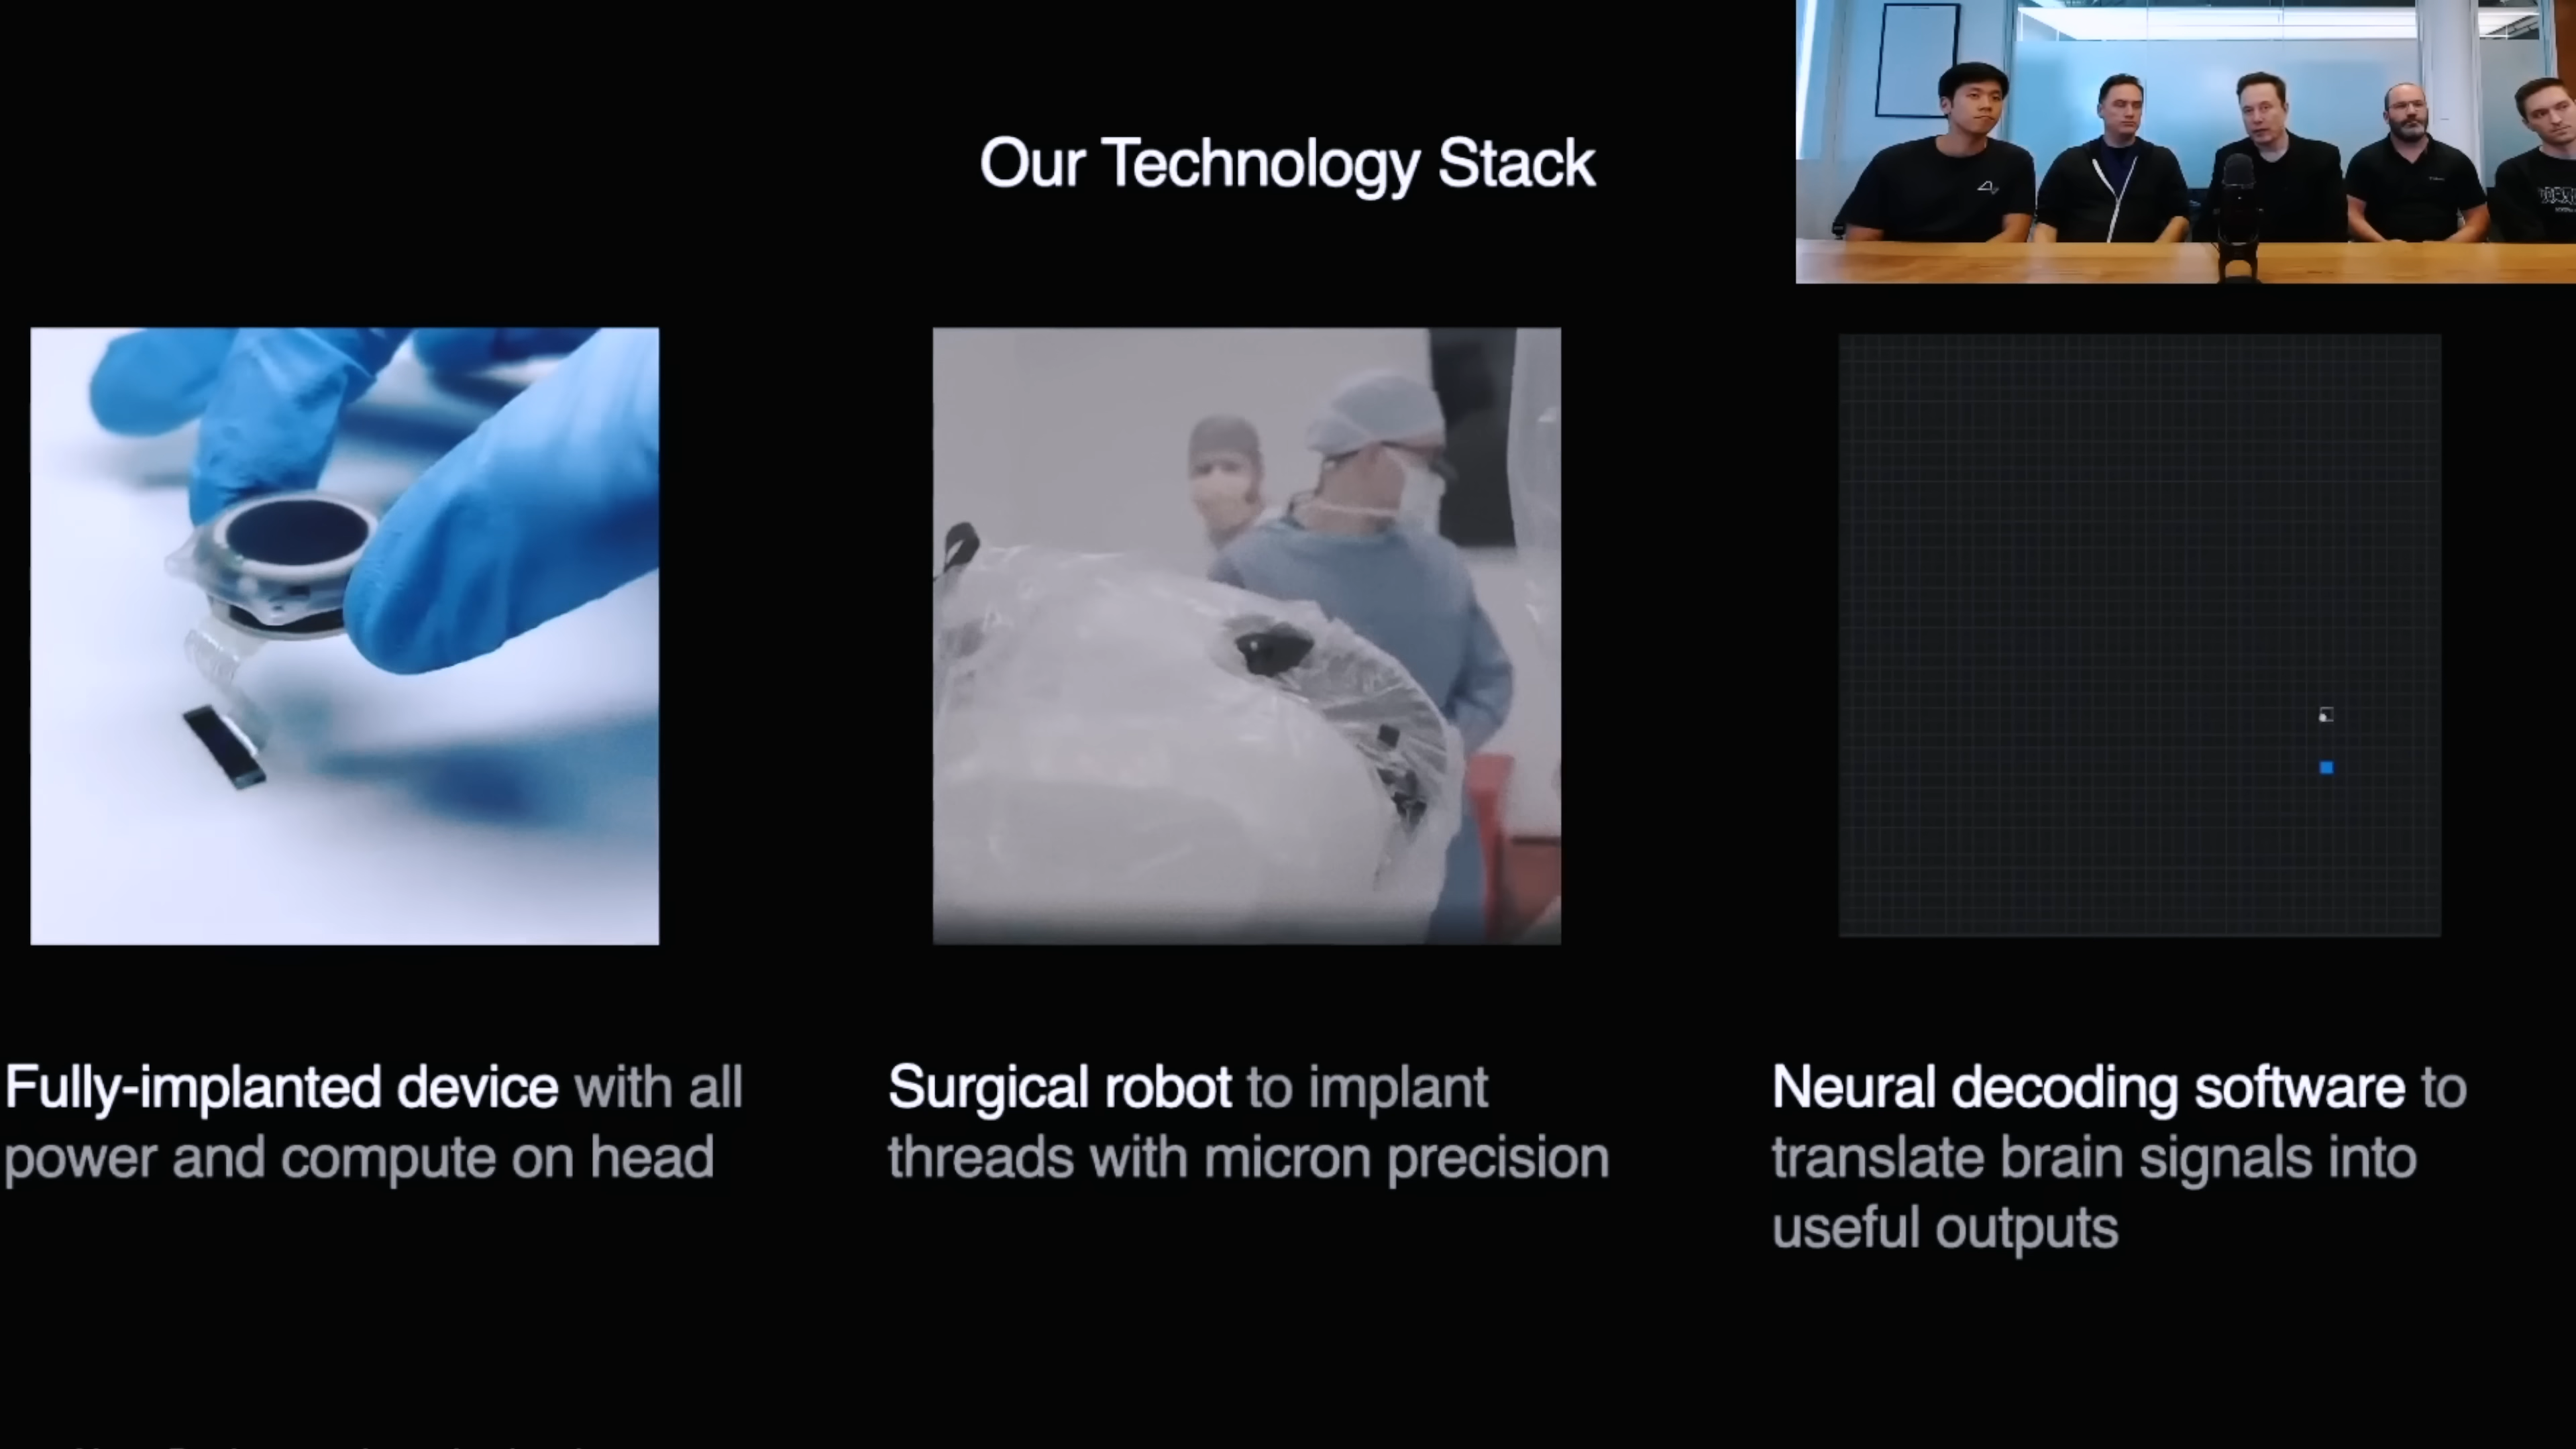 Our Technology Stack
Fully-implanted device with all
power and compute on head
Surgical robot to implant
threads with micron precision
Neural decoding software to
translate brain signals into
useful outputs